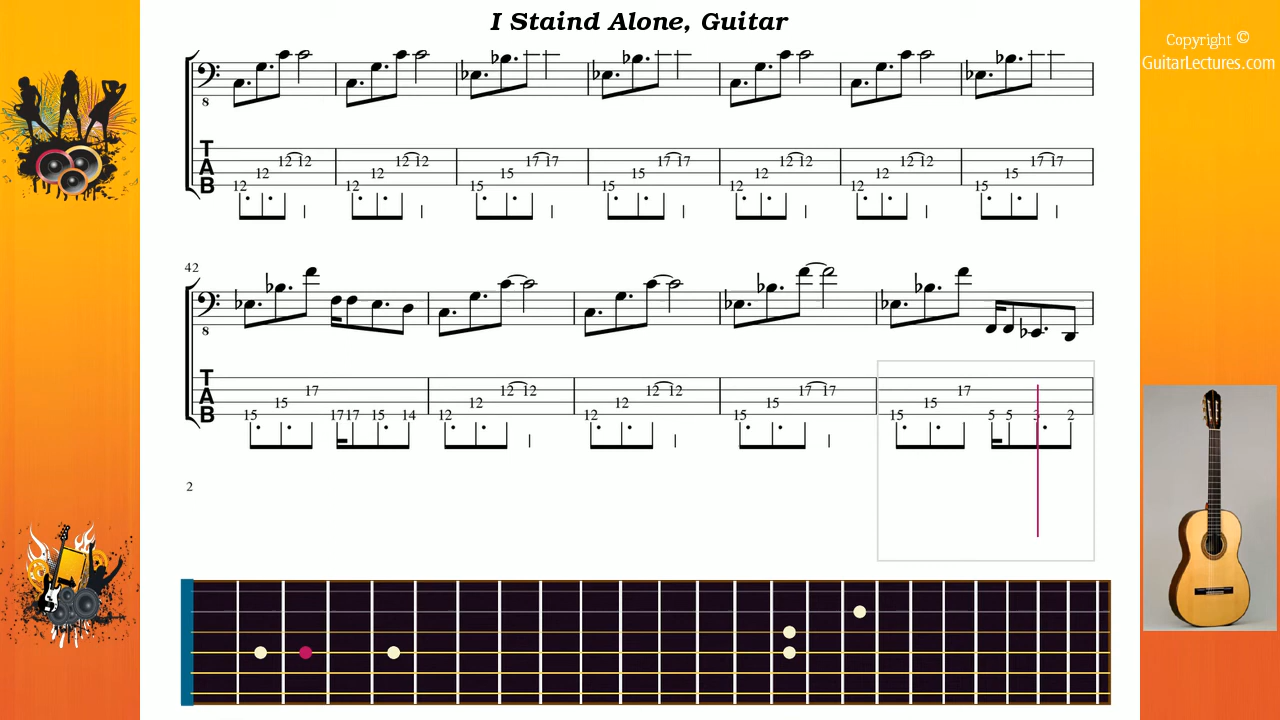 I Staind Alone, Guitar
Copyright ©
GuitarLectures.com
8
T
A
B
12 12 12 12 12 12 12 12 15 15 17 17 15 15 17 17 12 12 12 12 12 12 12 12 15 15 17 17
42
8
T
A
B
15 15 17 17 17 15 14 12 12 12 12 12 12 12 12 15 15 17 17 15 15 17 5 5 3 2
2